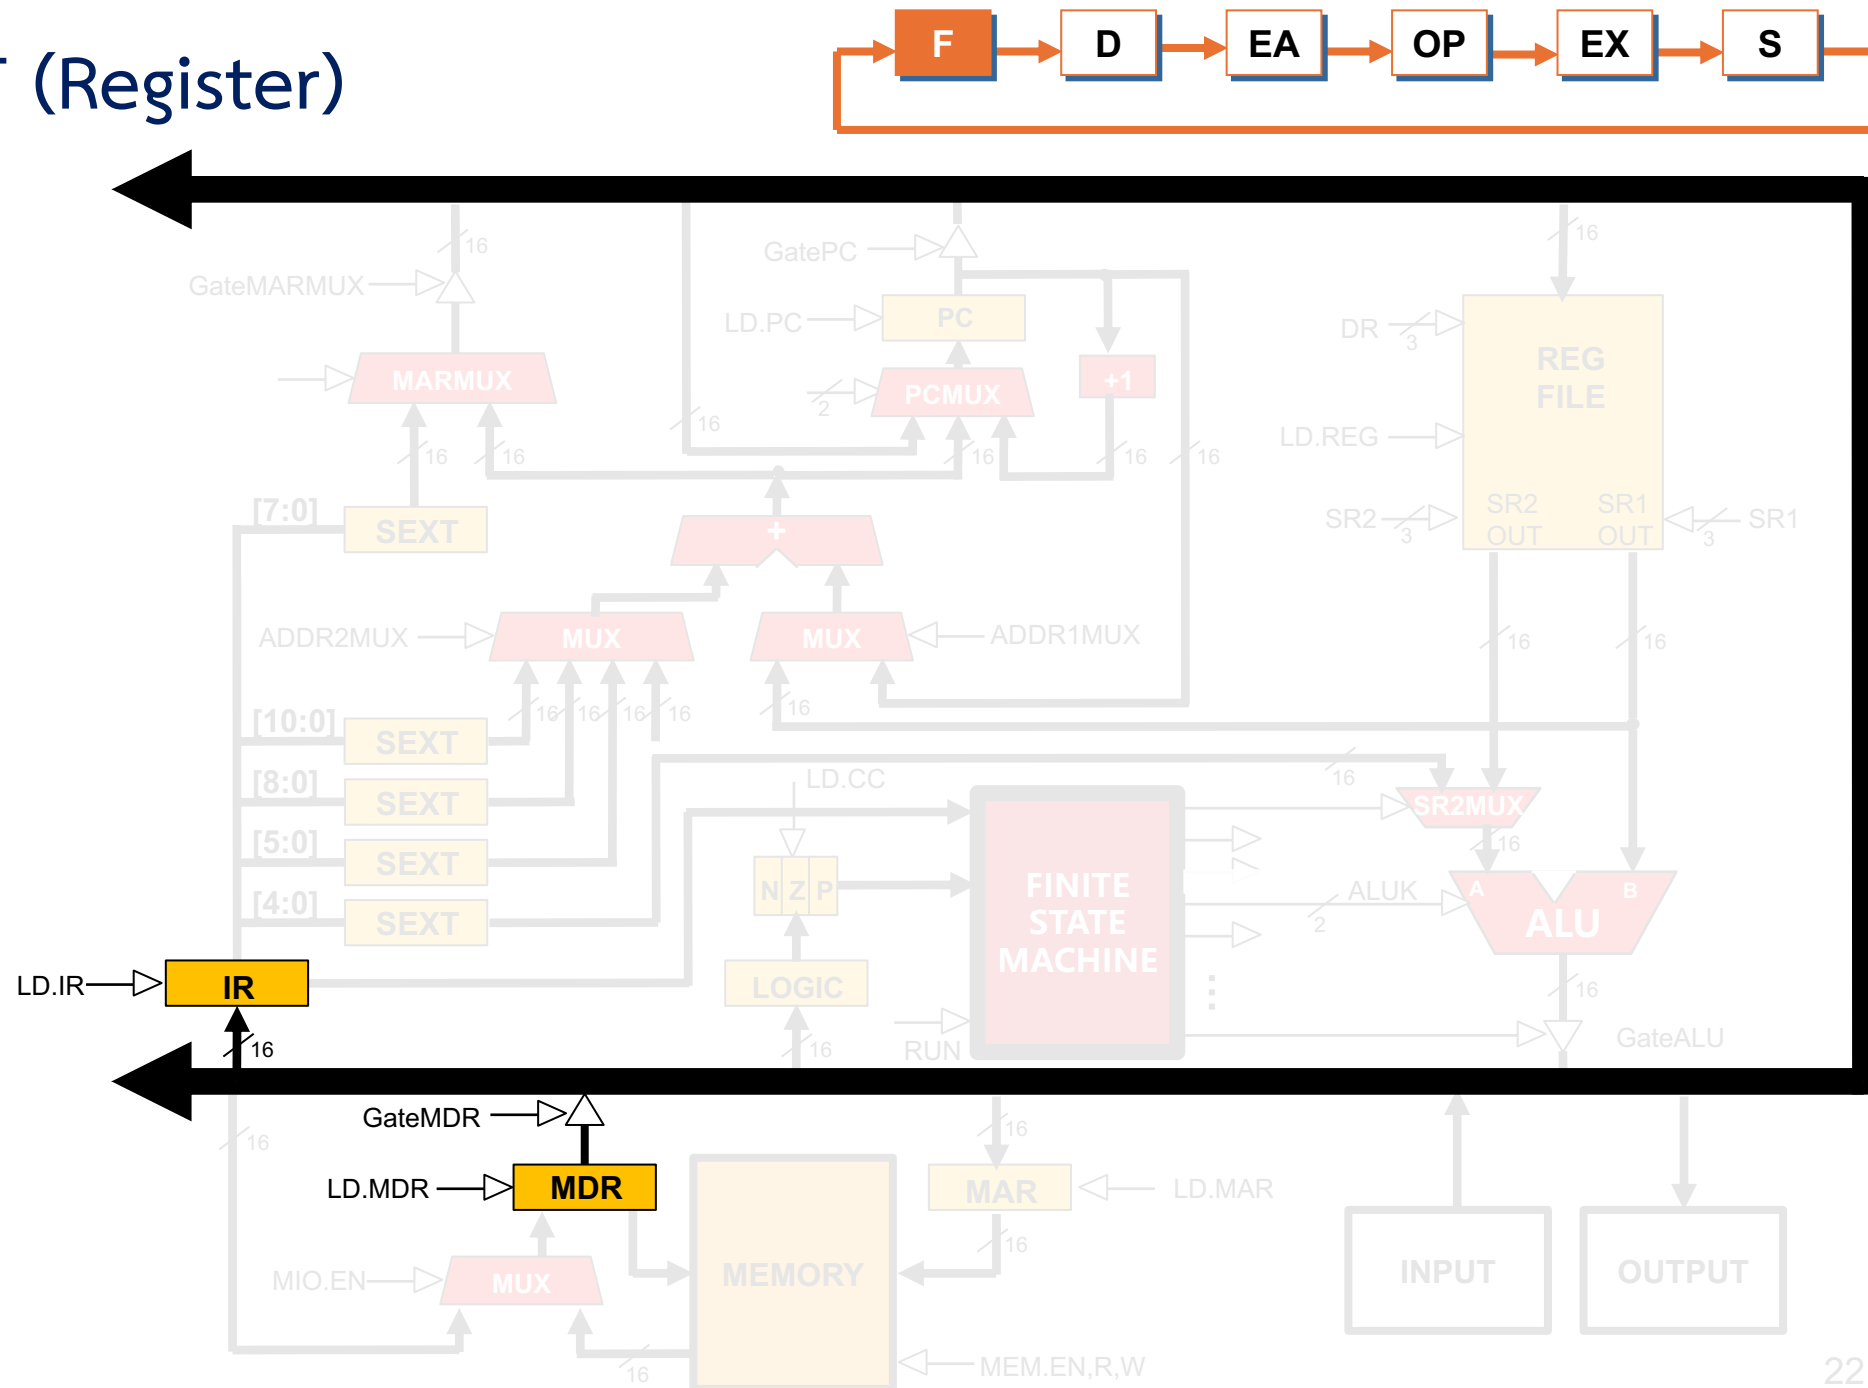 (Register)
F D EA OP EX S
16
GatePC
16
GateMARMUX
LD.PC
PC
DR
3
REG
FILE
MARMUX
2
PCMUX
+1
16
LD.REG
16
16
16
16
16
[7:0]
SEXT
+
SR2
3
SR2
OUT
SR1
OUT
3
SR1
ADDR2MUX
MUX
MUX
ADDR1MUX
16
16
16
16
16
16
16
[10:0]
SEXT
[8:0]
SEXT
LD.CC
16
SR2MUX
[5:0]
SEXT
16
N Z P
FINITE
STATE
MACHINE
2
ALUK
A
B
ALU
[4:0]
SEXT
LD.IR
IR
LOGIC
16
16
16
RUN
GateALU
GateMDR
16
16
LD.MDR
MDR
MAR
LD.MAR
16
MIO.EN
MUX
MEMORY
INPUT
OUTPUT
16
MEM.EN,R,W
22